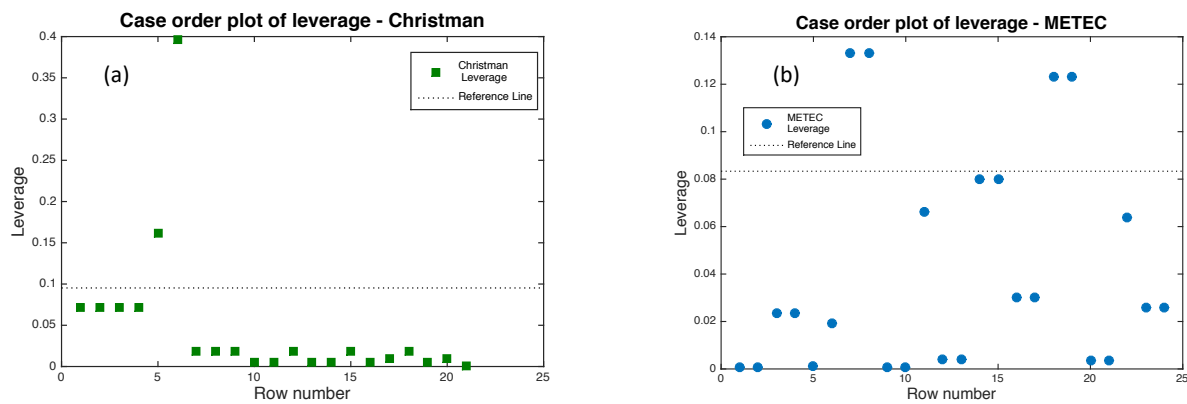 Case order plot of leverage - Christman
0.4
0.35
0.3
0.25
0.2
0.15
0.1
0.05
0
Leverage
(a)
Christman
Leverage
Reference Line
0 5 10 15 20 25
Row number
Case order plot of leverage - METEC
0.14
0.12
0.1
0.08
0.06
0.04
0.02
0
Leverage
(b)
METEC
Leverage
Reference Line
0 5 10 15 20 25
Row number